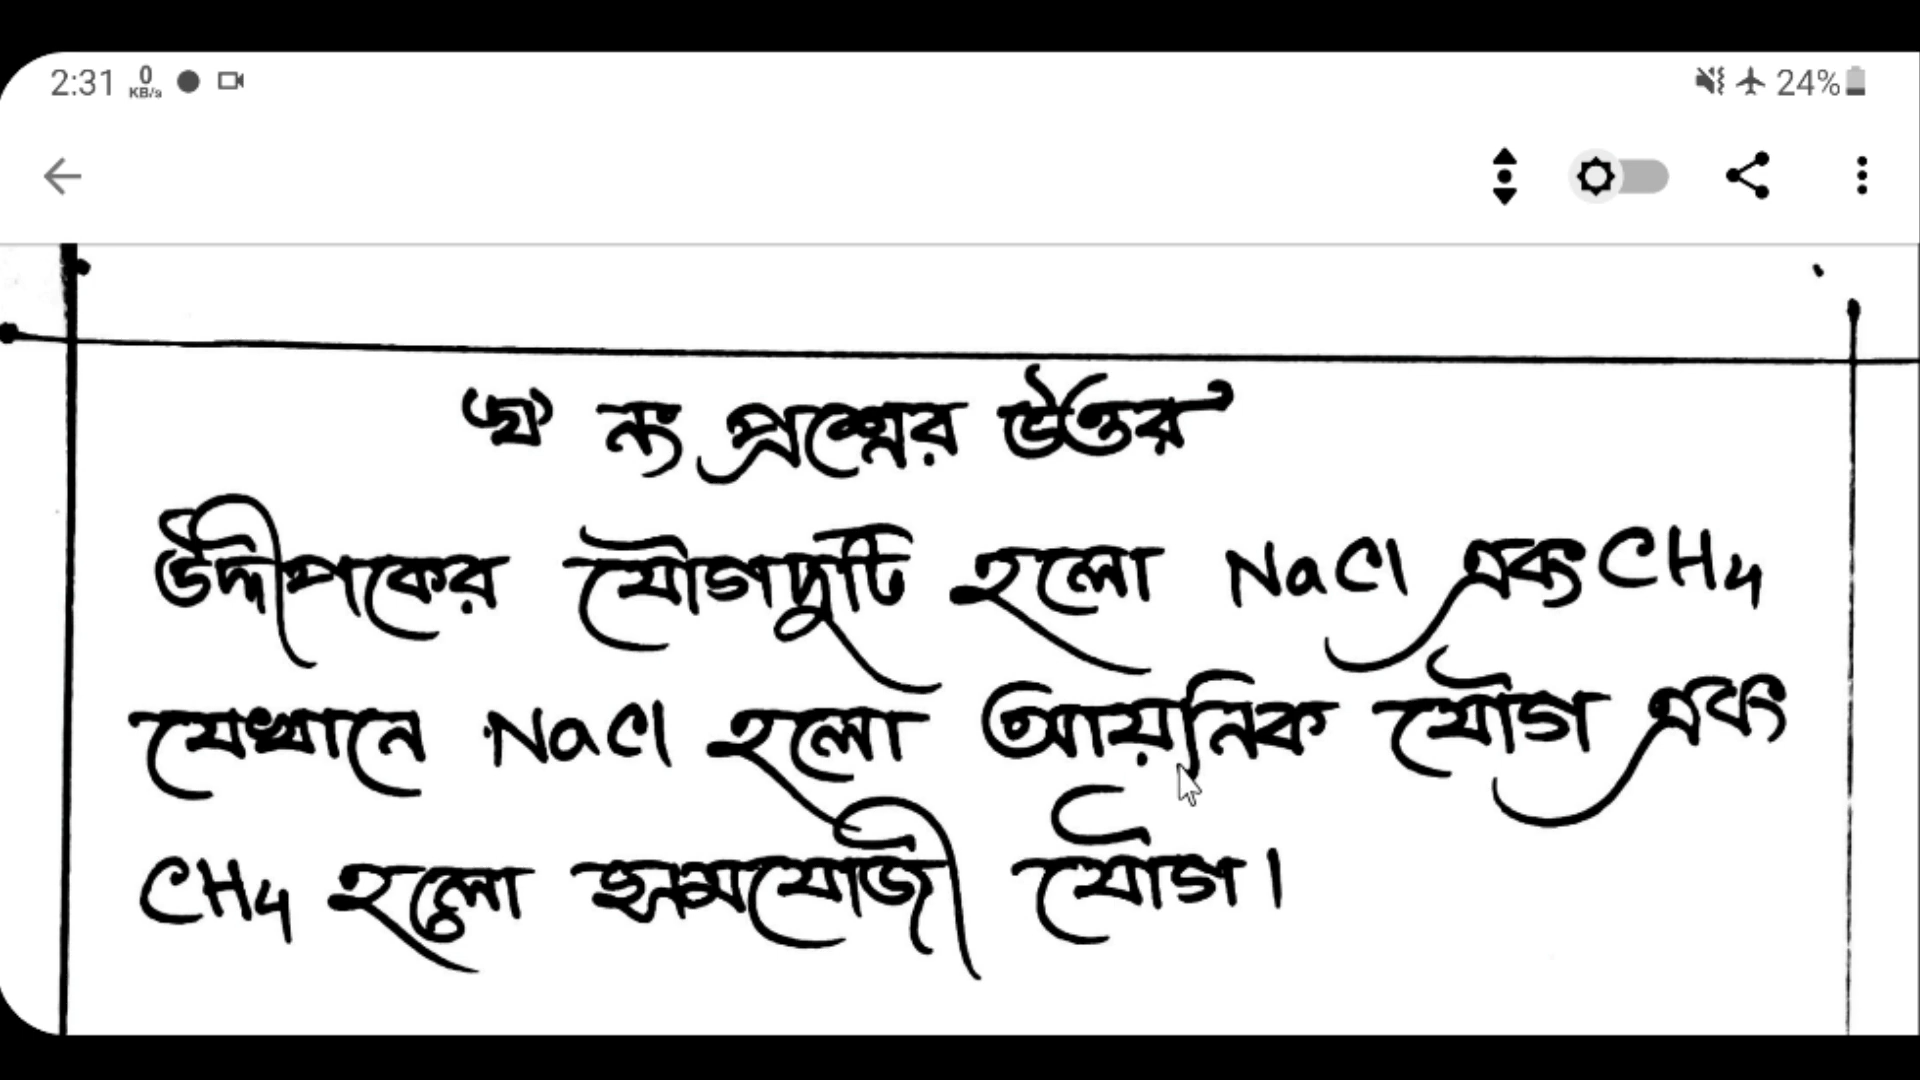 2:31 0 KB/s 24%
“ঘ” নং প্রশ্নের উত্তর
উদ্দীপকের যৌগদুটি হলো NaCl এবং CH4
যেখানে NaCl হলো আয়নিক যৌগ এবং
CH4 হলো সমযোজী যৌগ।